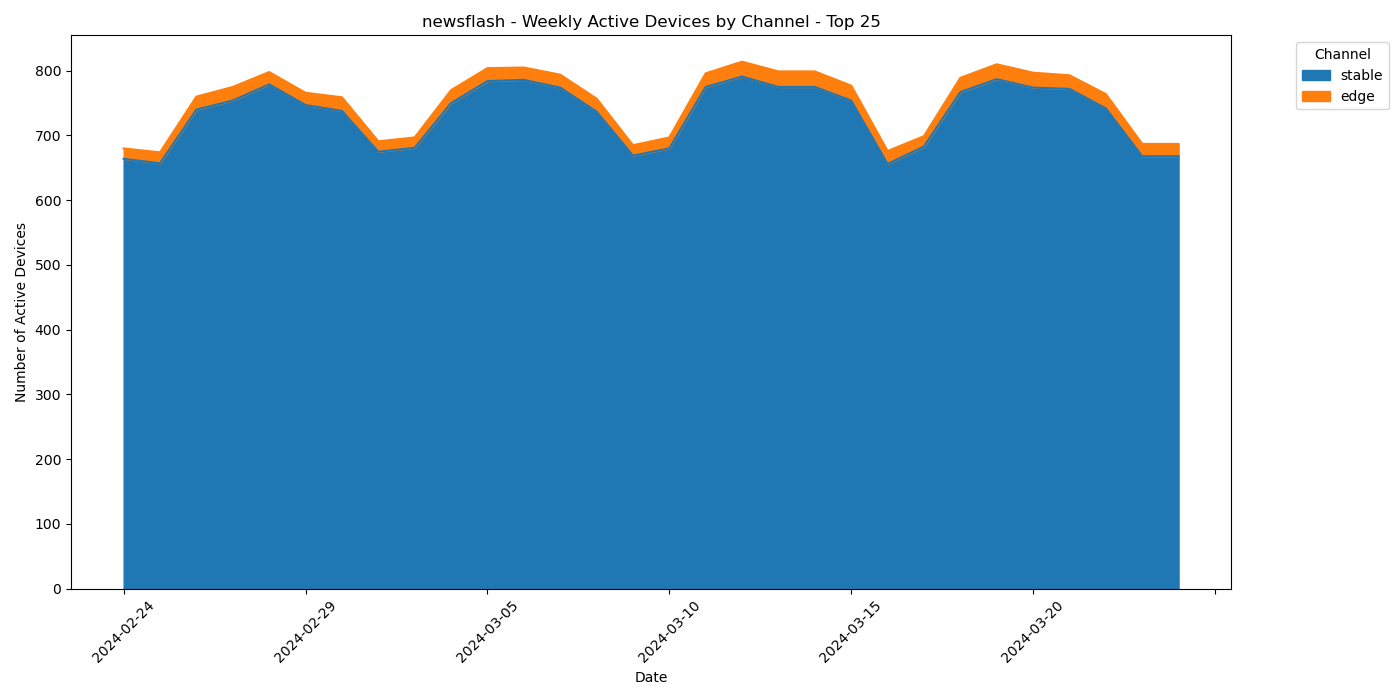 newsflash - Weekly Active Devices by Channel - Top 25
Channel
stable
edge
Number of Active Devices
800
700
600
500
400
300
200
100
0
2024-02-24
2024-02-29
2024-03-05
2024-03-10
2024-03-15
2024-03-20
Date